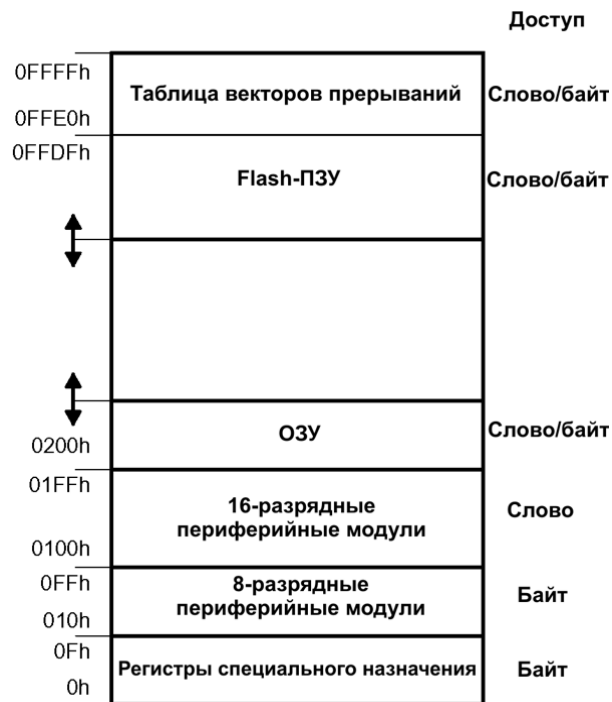 Доступ
0FFFFh
Таблица векторов прерываний
Слово/байт
0FFE0h
0FFDFh
Flash-ПЗУ
Слово/байт
ОЗУ
Слово/байт
0200h
01FFh
16-разрядные
периферийные модули
Слово
0100h
0FFh
8-разрядные
периферийные модули
Байт
010h
0Fh
Регистры специального назначения
Байт
0h